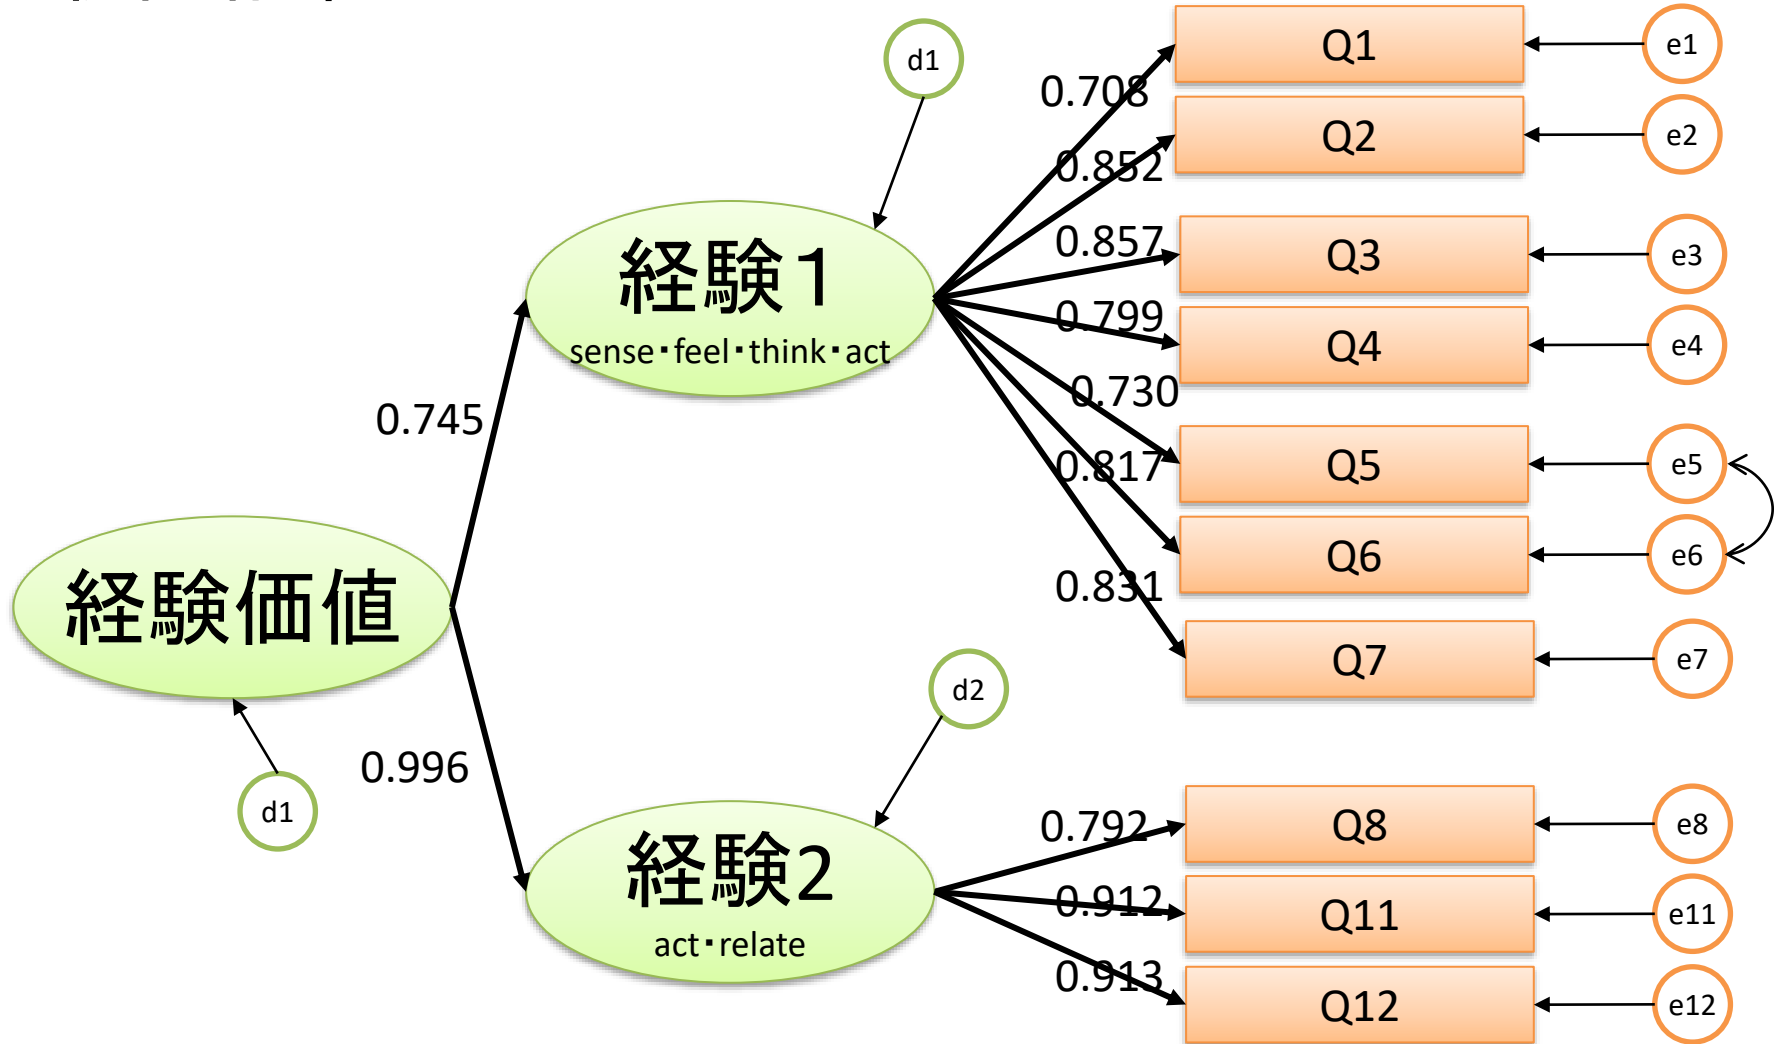 d1
Q1
e1
0.708
Q2
e2
0.852
経験1
sense・feel・think・act
0.857
Q3
e3
0.799
Q4
e4
0.730
0.745
Q5
e5
0.817
Q6
e6
0.831
経験価値
Q7
e7
d2
0.996
d1
経験2
act・relate
0.792
Q8
e8
0.912
Q11
e11
0.913
Q12
e12